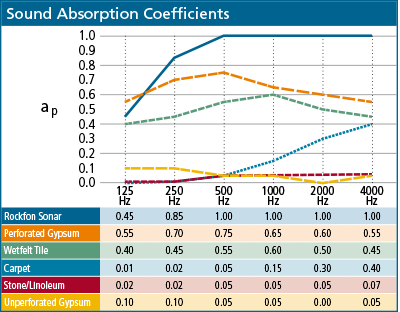 Sound Absorption Coefficients
1.0
0.9
0.8
0.7
0.6
0.5
0.4
0.3
0.2
0.1
0.0
ap
125 Hz 250 Hz 500 Hz 1000 Hz 2000 Hz 4000 Hz
Rockfon Sonar 0.45 0.85 1.00 1.00 1.00 1.00
Perforated Gypsum 0.55 0.70 0.75 0.65 0.60 0.55
Wetfelt Tile 0.40 0.45 0.55 0.60 0.50 0.45
Carpet 0.01 0.02 0.05 0.15 0.30 0.40
Stone/Linoleum 0.02 0.02 0.05 0.05 0.05 0.07
Unperforated Gypsum 0.10 0.10 0.05 0.05 0.00 0.05